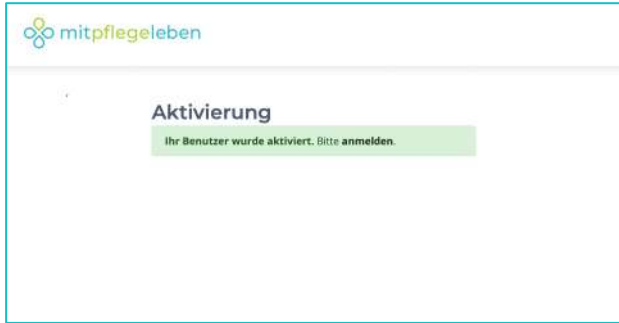 mitpflegeleben
Aktivierung
Ihr Benutzer wurde aktiviert. Bitte anmelden.